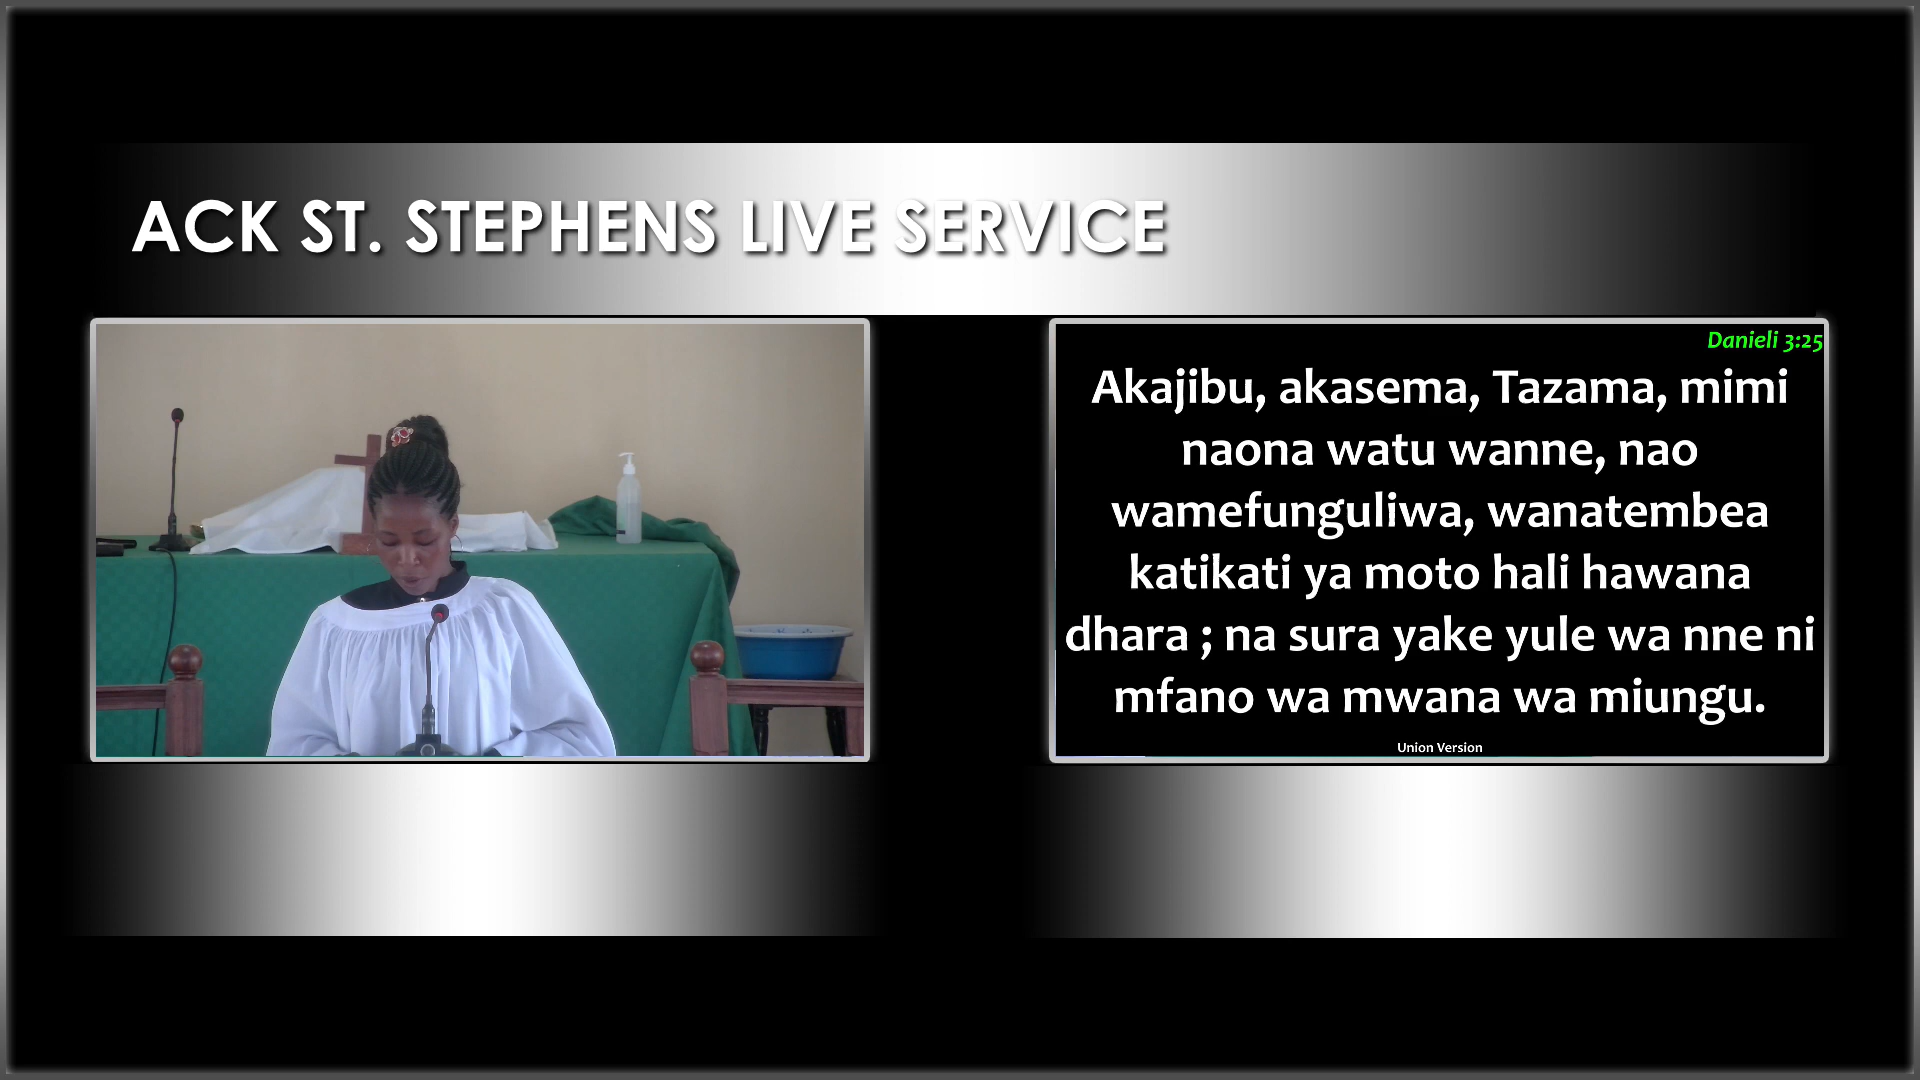 ACK ST. STEPHENS LIVE SERVICE
Danieli 3:25
Akajibu, akasema, Tazama, mimi
naona watu wanne, nao
wamefunguliwa, wanatembea
katikati ya moto hali hawana
dhara ; na sura yake yule wa nne ni
mfano wa mwana wa miungu.
Union Version